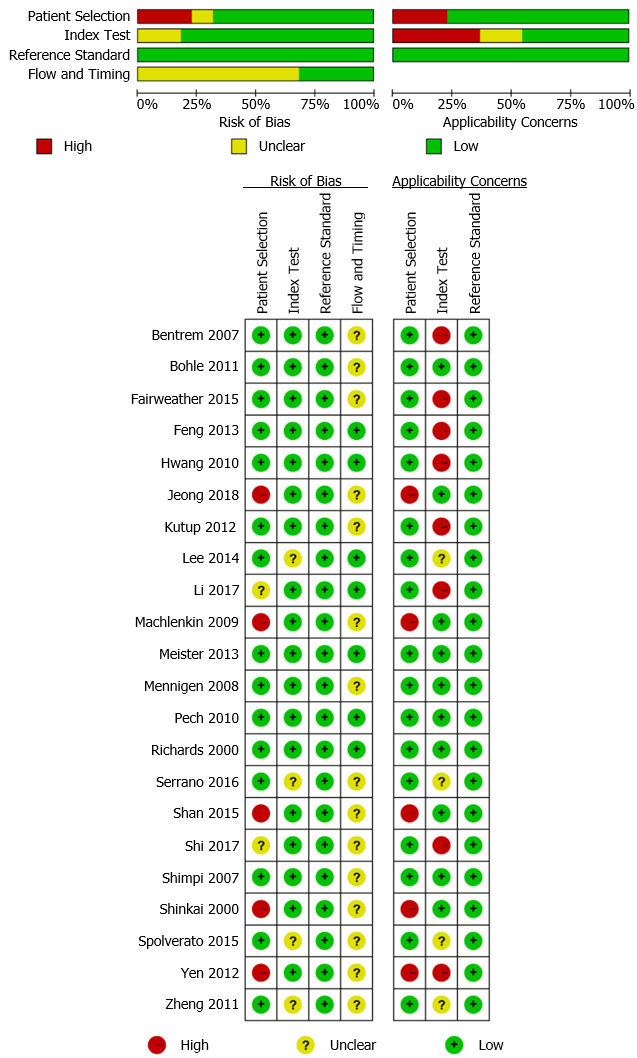 Patient Selection
Index Test
Reference Standard
Flow and Timing
0% 25% 50% 75% 100% 0% 25% 50% 75% 100%
Risk of Bias Applicability Concerns
High Unclear Low
Risk of Bias Applicability Concerns
Patient Selection
Index Test
Reference Standard
Flow and Timing
Patient Selection
Index Test
Reference Standard
Bentrem 2007 + + + ? + - +
Bohle 2011 + + + ? + + +
Fairweather 2015 + + + ? + - +
Feng 2013 + + + + + - +
Hwang 2010 + + + + + - +
Jeong 2018 - + + ? - + +
Kutup 2012 + + + ? + - +
Lee 2014 + ? + + + ? +
Li 2017 ? + + + + - +
Machlenkin 2009 - + + ? - + +
Meister 2013 + + + + + + +
Mennigen 2008 + + + ? + + +
Pech 2010 + + + + + + +
Richards 2000 + + + + + + +
Serrano 2016 + ? + ? + ? +
Shan 2015 - + + ? - + +
Shi 2017 ? + + ? + - +
Shimpi 2007 + + + ? + + +
Shinkai 2000 - + + ? - + +
Spolverato 2015 + ? + ? + ? +
Yen 2012 - + + ? - - +
Zheng 2011 + ? + ? + ? +
- High ? Unclear + Low